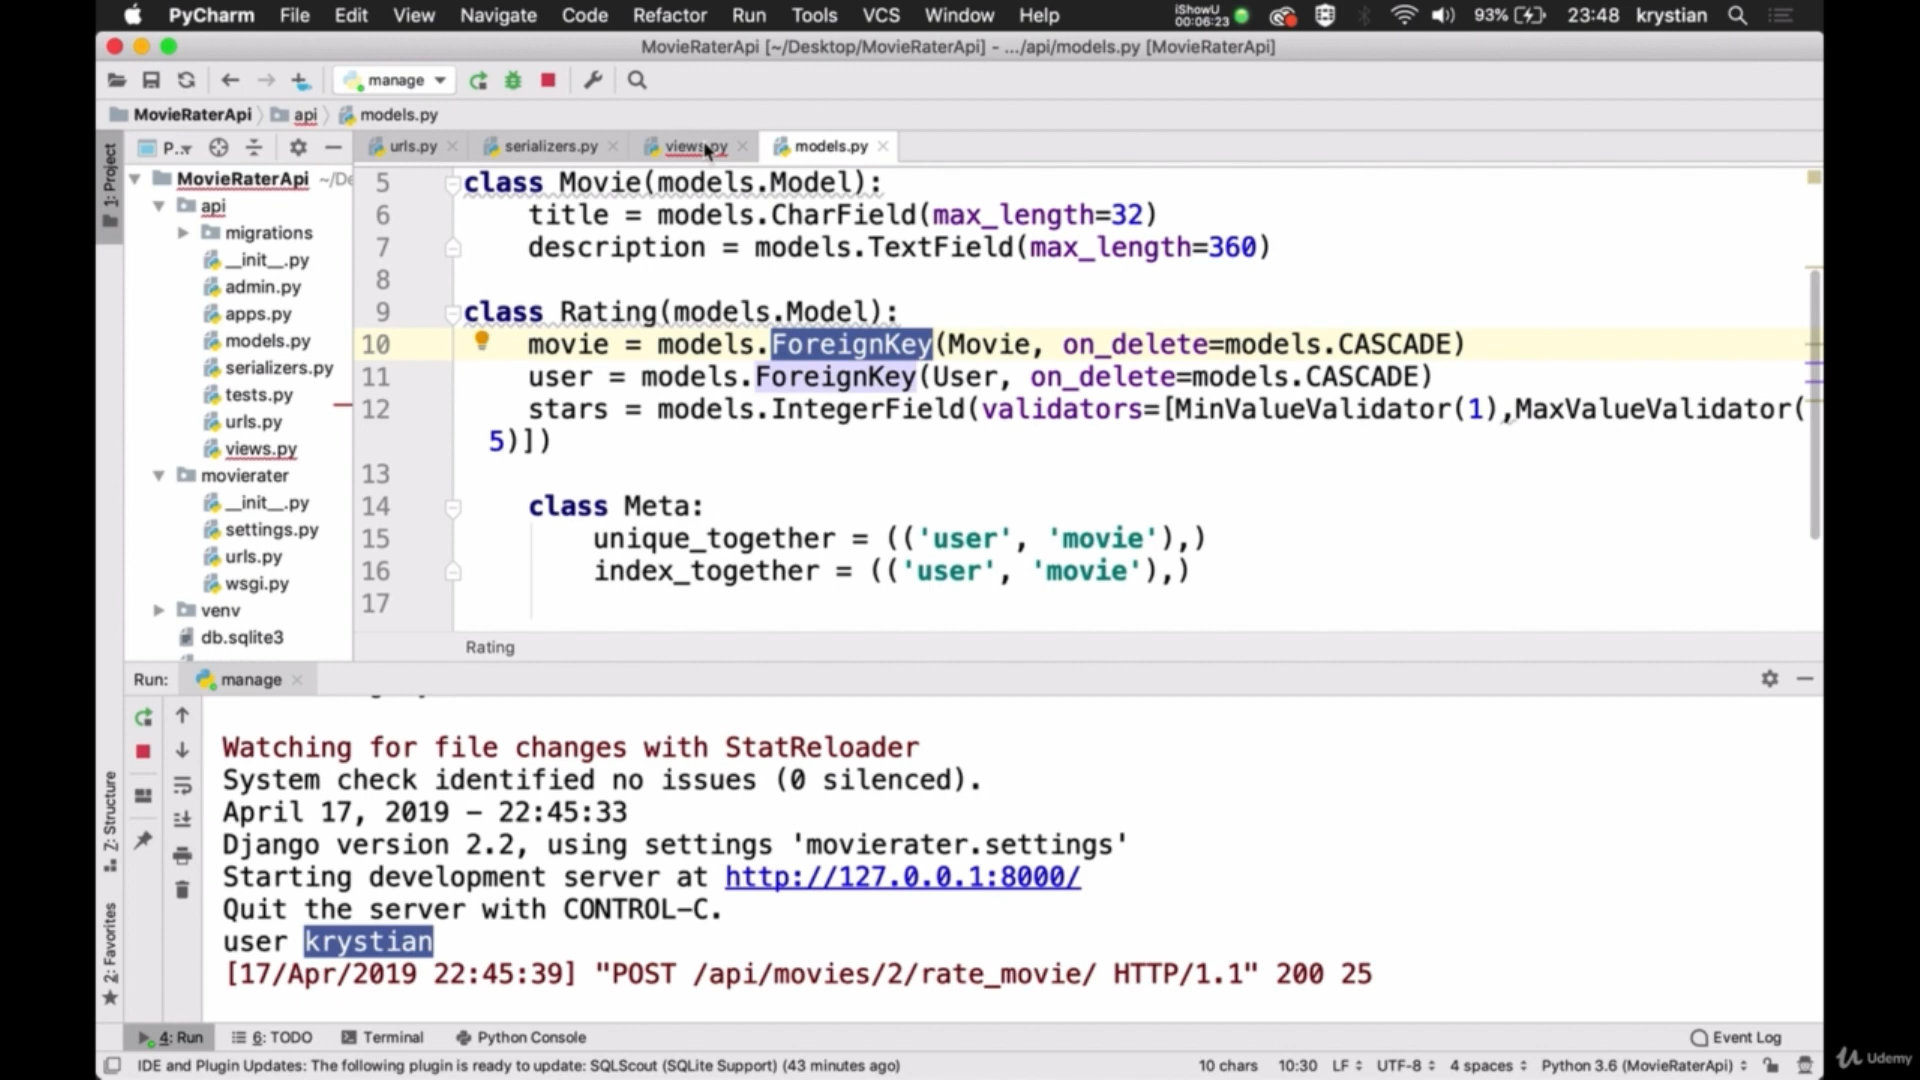 PyCharm File Edit View Navigate Code Refactor Run Tools VCS Window Help iShowU 00:06:23 93% 23:48 krystian
MovieRaterApi [~/Desktop/MovieRaterApi] - .../api/models.py [MovieRaterApi]
manage
MovieRaterApi api models.py
1: Project
P.. urls.py serializers.py views.py models.py
MovieRaterApi ~/De
api
migrations
__init__.py
admin.py
apps.py
models.py
serializers.py
tests.py
urls.py
views.py
movierater
__init__.py
settings.py
urls.py
wsgi.py
venv
db.sqlite3
5 class Movie(models.Model):
6 title = models.CharField(max_length=32)
7 description = models.TextField(max_length=360)
8
9 class Rating(models.Model):
10 movie = models.ForeignKey(Movie, on_delete=models.CASCADE)
11 user = models.ForeignKey(User, on_delete=models.CASCADE)
12 stars = models.IntegerField(validators=[MinValueValidator(1),MaxValueValidator(
5)])
13
14 class Meta:
15 unique_together = (('user', 'movie'),)
16 index_together = (('user', 'movie'),)
17
Rating
Run: manage
Watching for file changes with StatReloader
System check identified no issues (0 silenced).
April 17, 2019 - 22:45:33
Django version 2.2, using settings 'movierater.settings'
Starting development server at http://127.0.0.1:8000/
Quit the server with CONTROL-C.
user krystian
[17/Apr/2019 22:45:39] "POST /api/movies/2/rate_movie/ HTTP/1.1" 200 25
Z: Structure
2: Favorites
4: Run 6: TODO Terminal Python Console Event Log
IDE and Plugin Updates: The following plugin is ready to update: SQLScout (SQLite Support) (43 minutes ago) 10 chars 10:30 LF UTF-8 4 spaces Python 3.6 (MovieRaterApi)
Udemy